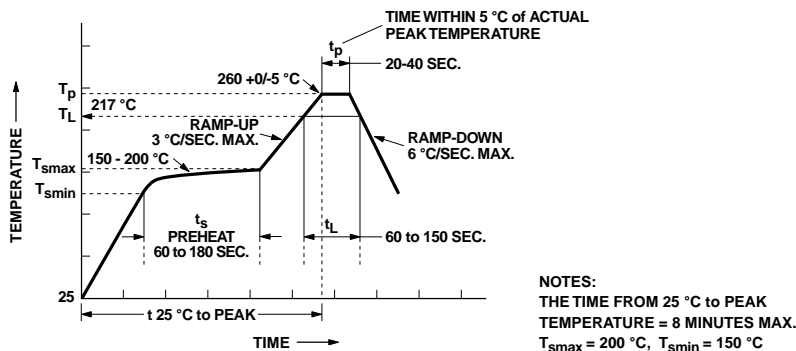 TIME WITHIN 5 °C of ACTUAL
PEAK TEMPERATURE
tp
20-40 SEC.
260 +0/-5 °C
Tp
217 °C
TL
RAMP-UP
3 °C/SEC. MAX.
RAMP-DOWN
6 °C/SEC. MAX.
150 - 200 °C
Tsmax
Tsmin
TEMPERATURE
ts
PREHEAT
60 to 180 SEC.
tL
60 to 150 SEC.
25
t 25 °C to PEAK
TIME
NOTES:
THE TIME FROM 25 °C to PEAK
TEMPERATURE = 8 MINUTES MAX.
Tsmax = 200 °C, Tsmin = 150 °C